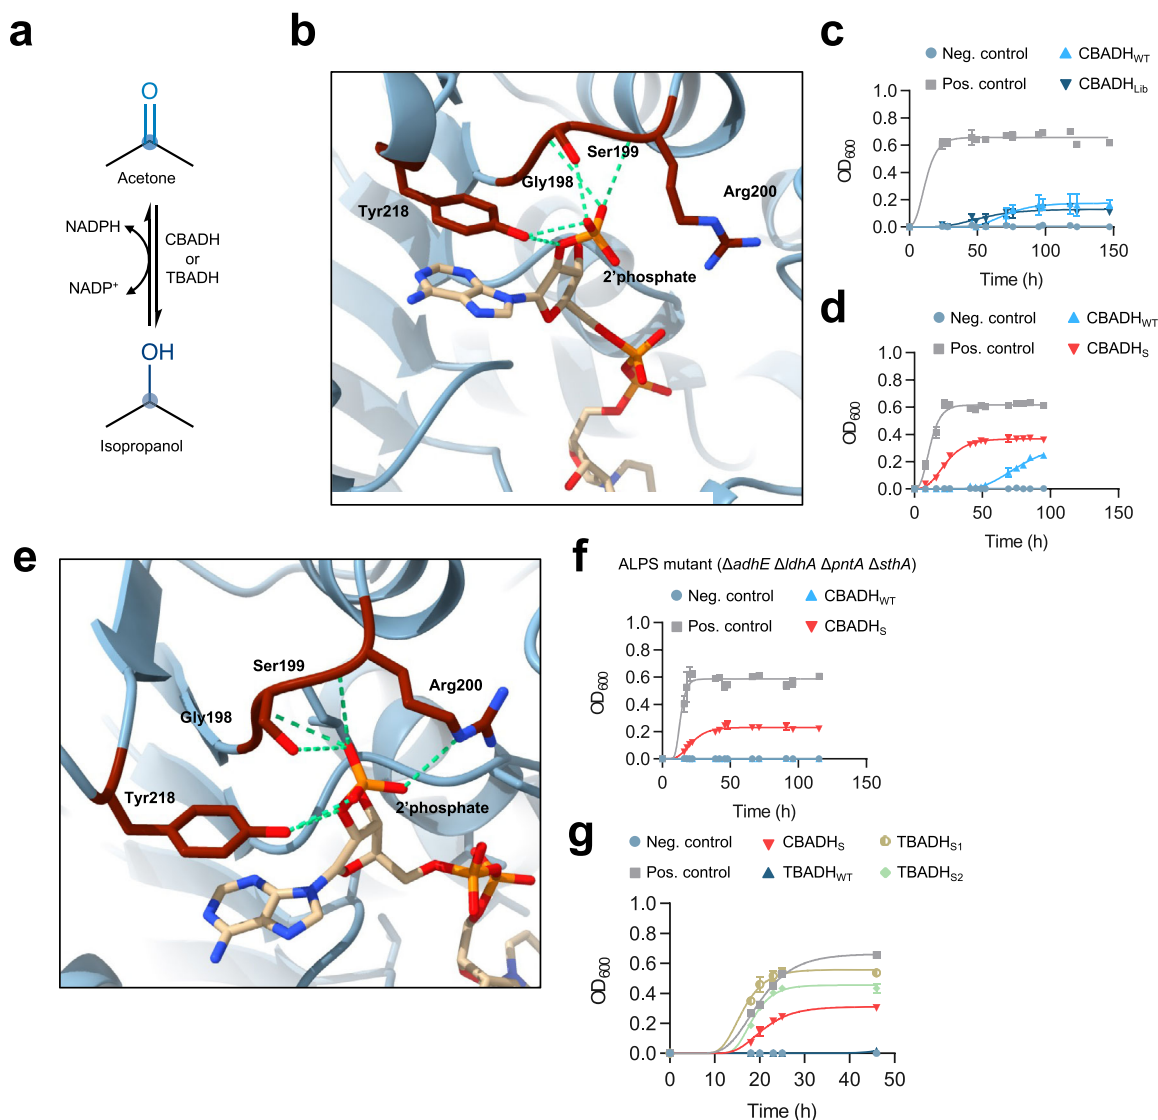 a
O
Acetone
NADPH
CBADH
or
TBADH
NADP⁺
OH
Isopropanol
b
Ser199
Gly198
Arg200
Tyr218
2'phosphate
c
Neg. control
CBADH_WT
Pos. control
CBADH_Lib
OD₆₀₀
1.0
0.8
0.6
0.4
0.2
0.0
0 50 100 150
Time (h)
d
Neg. control
CBADH_WT
Pos. control
CBADH_S
OD₆₀₀
1.0
0.8
0.6
0.4
0.2
0.0
0 50 100 150
Time (h)
e
Ser199
Arg200
Gly198
Tyr218
2'phosphate
f
ALPS mutant (ΔadhE ΔldhA ΔpntA ΔsthA)
Neg. control
CBADH_WT
Pos. control
CBADH_S
OD₆₀₀
1.0
0.8
0.6
0.4
0.2
0.0
0 50 100 150
Time (h)
g
Neg. control
CBADH_S
TBADH_S1
Pos. control
TBADH_WT
TBADH_S2
OD₆₀₀
1.0
0.8
0.6
0.4
0.2
0.0
0 10 20 30 40 50
Time (h)